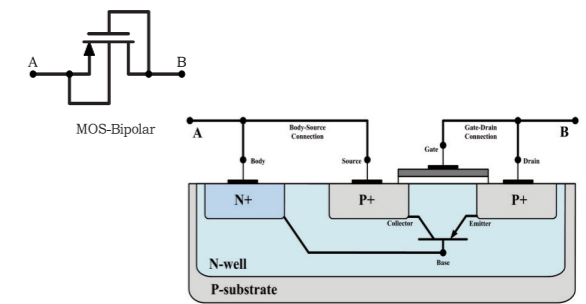 A
B
MOS-Bipolar
A
Body-Source
Connection
Gate-Drain
Connection
B
Body
Source
Gate
Drain
N+
P+
P+
Collector
Emitter
Base
N-well
P-substrate